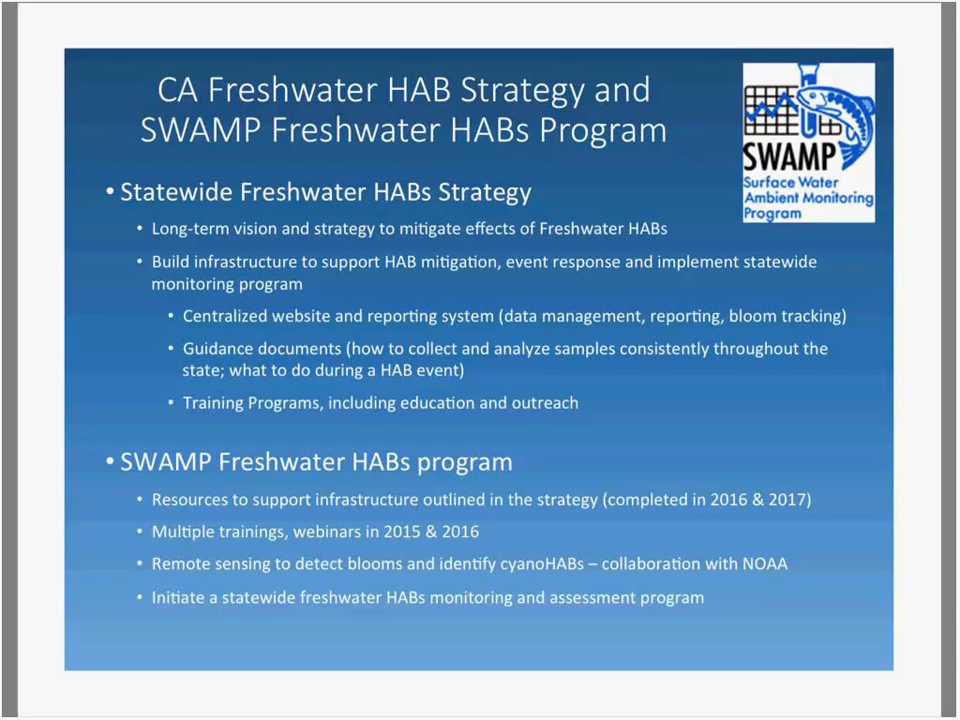 CA Freshwater HAB Strategy and
SWAMP Freshwater HABs Program
SWAMP
Surface Water
Ambient Monitoring
Program
• Statewide Freshwater HABs Strategy
• Long-term vision and strategy to mitigate effects of Freshwater HABs
• Build infrastructure to support HAB mitigation, event response and implement statewide
monitoring program
• Centralized website and reporting system (data management, reporting, bloom tracking)
• Guidance documents (how to collect and analyze samples consistently throughout the
state; what to do during a HAB event)
• Training Programs, including education and outreach
• SWAMP Freshwater HABs program
• Resources to support infrastructure outlined in the strategy (completed in 2016 & 2017)
• Multiple trainings, webinars in 2015 & 2016
• Remote sensing to detect blooms and identify cyanoHABs – collaboration with NOAA
• Initiate a statewide freshwater HABs monitoring and assessment program